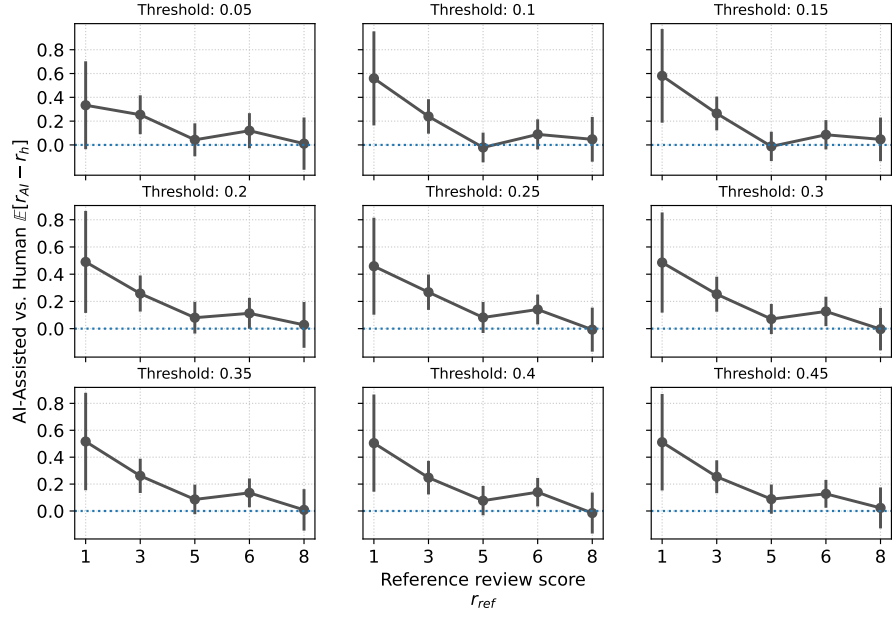 AI-Assisted vs. Human 𝔼[r_AI − r_h]
Threshold: 0.05
Threshold: 0.1
Threshold: 0.15
0.8
0.6
0.4
0.2
0.0
Threshold: 0.2
Threshold: 0.25
Threshold: 0.3
0.8
0.6
0.4
0.2
0.0
Threshold: 0.35
Threshold: 0.4
Threshold: 0.45
0.8
0.6
0.4
0.2
0.0
1 3 5 6 8
1 3 5 6 8
1 3 5 6 8
Reference review score
r_ref